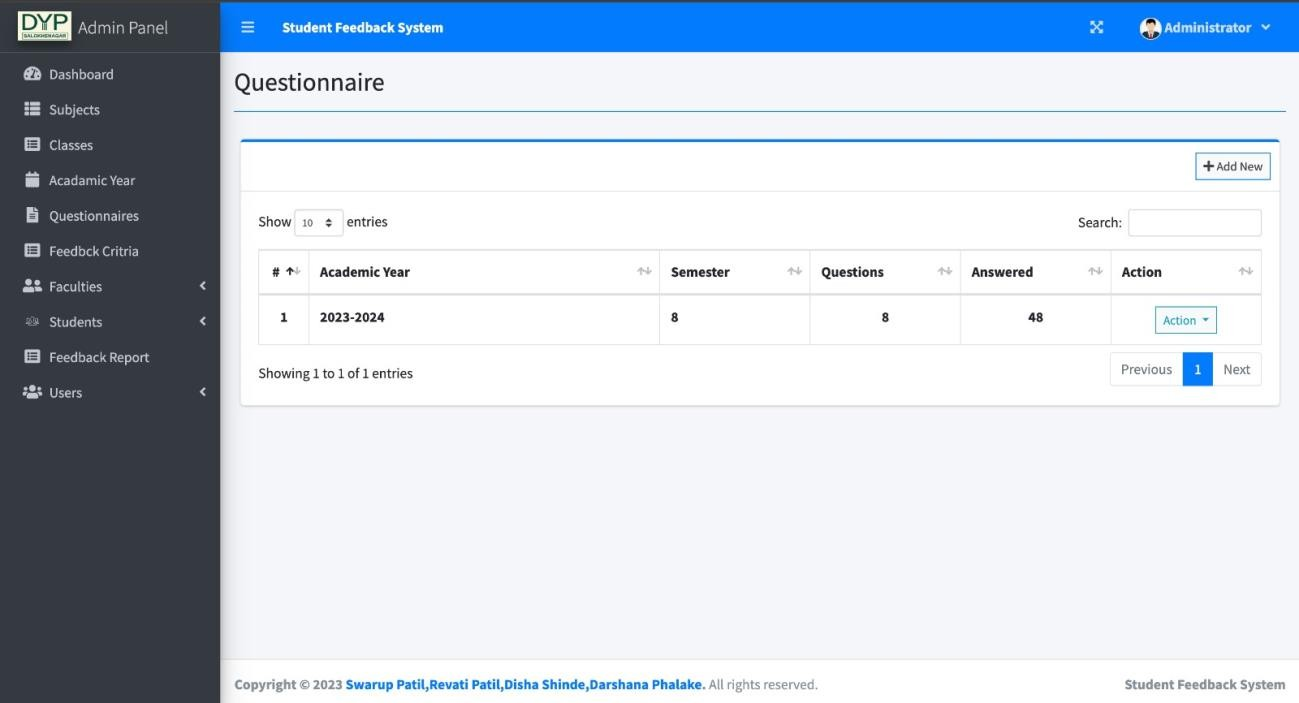 DYP
SALOKHENAGAR
Admin Panel
Student Feedback System
Administrator
Dashboard
Subjects
Classes
Acadamic Year
Questionnaires
Feedbck Critria
Faculties
Students
Feedback Report
Users
Questionnaire
Add New
Show 10 entries
Search:
# Academic Year Semester Questions Answered Action
1 2023-2024 8 8 48 Action
Showing 1 to 1 of 1 entries
Previous 1 Next
Copyright © 2023 Swarup Patil,Revati Patil,Disha Shinde,Darshana Phalake. All rights reserved.
Student Feedback System